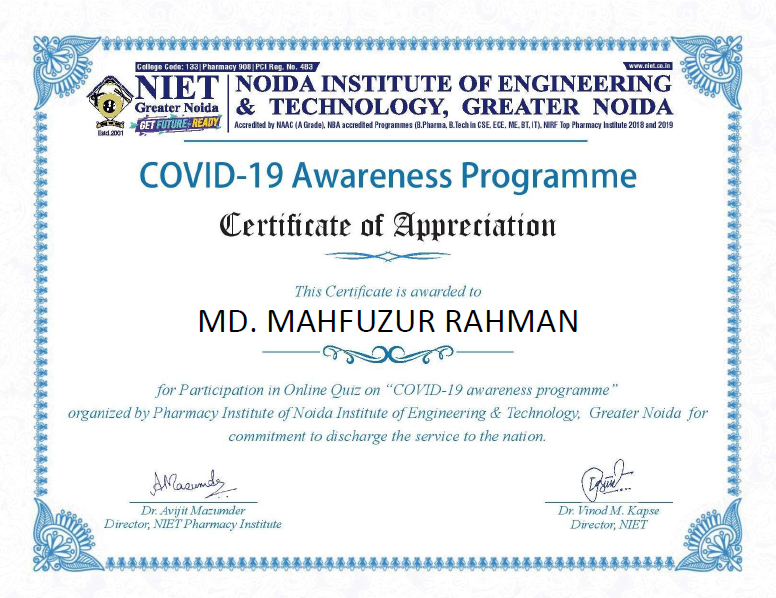 College Code: 133 | Pharmacy 908 | PCI Reg. No. 483
www.niet.co.in
NIET
Greater Noida
GET FUTURE READY
Estd.2001
NOIDA INSTITUTE OF ENGINEERING
& TECHNOLOGY, GREATER NOIDA
Accredited by NAAC (A Grade), NBA accredited Programmes (B.Pharma, B.Tech in CSE, ECE, ME, BT, IT), NIRF Top Pharmacy Institute 2018 and 2019
COVID-19 Awareness Programme
Certificate of Appreciation
This Certificate is awarded to
MD. MAHFUZUR RAHMAN
for Participation in Online Quiz on “COVID-19 awareness programme”
organized by Pharmacy Institute of Noida Institute of Engineering & Technology, Greater Noida for
commitment to discharge the service to the nation.
AMazumder
Dr. Avijit Mazumder
Director, NIET Pharmacy Institute
Dr. Vinod M. Kapse
Director, NIET